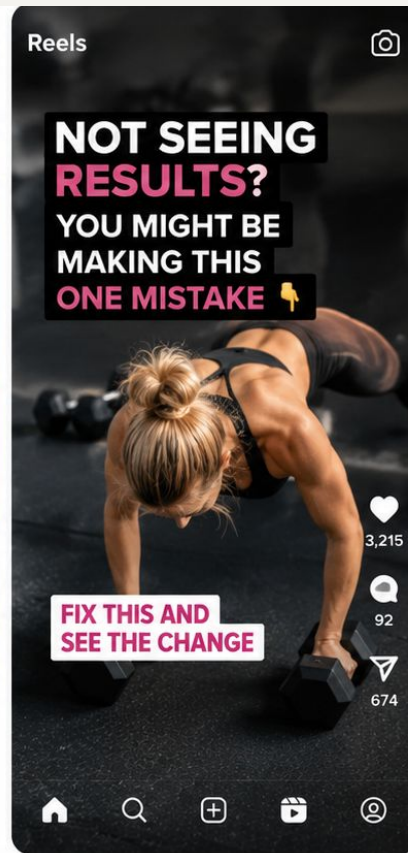 Reels
NOT SEEING
RESULTS?
YOU MIGHT BE
MAKING THIS
ONE MISTAKE 👇
3,215
92
FIX THIS AND
SEE THE CHANGE
674